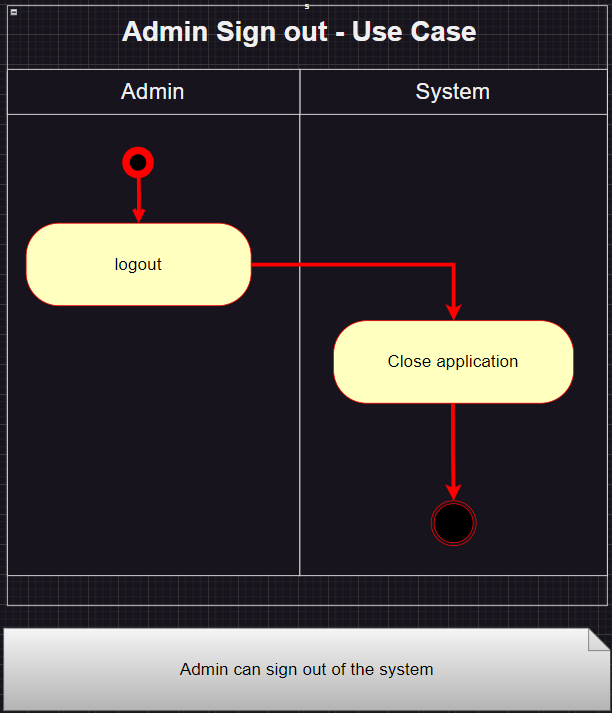 s
Admin Sign out - Use Case
Admin
System
logout
Close application
Admin can sign out of the system